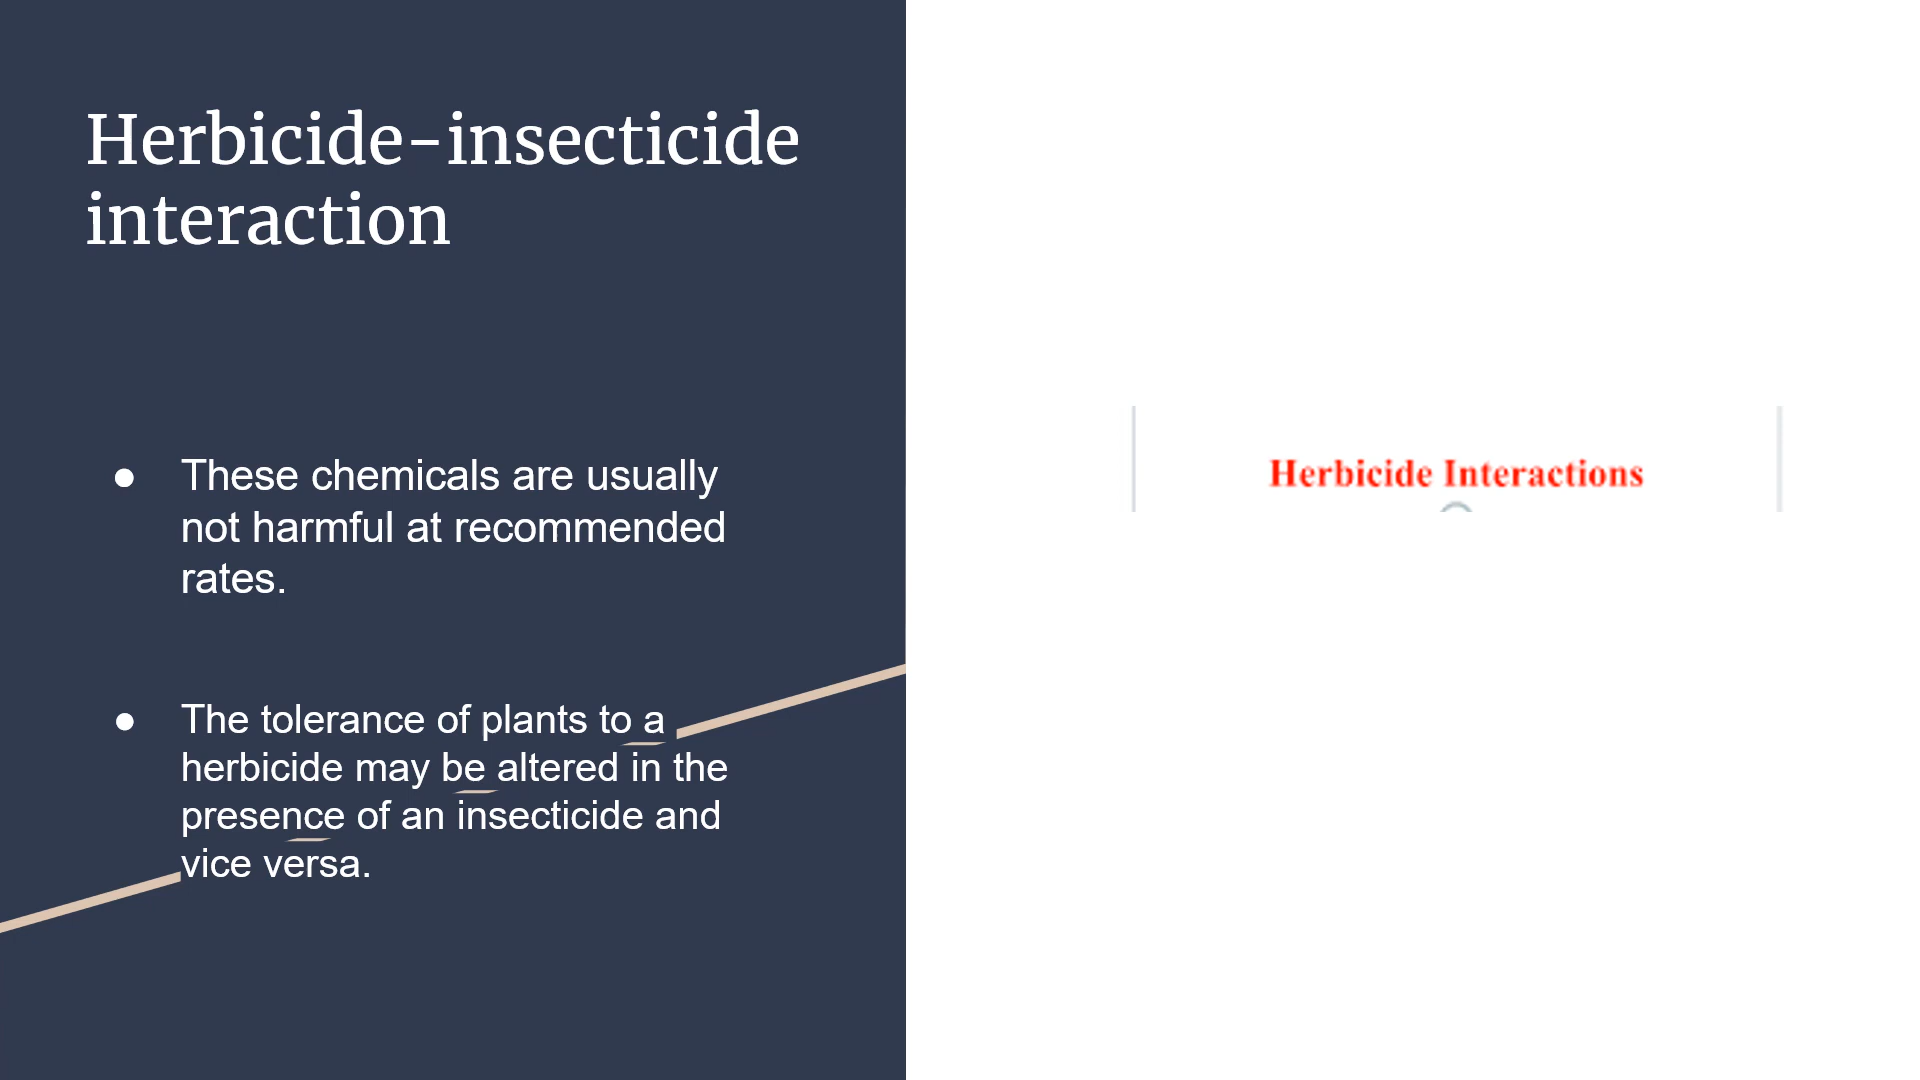 Herbicide-insecticide
interaction
● These chemicals are usually
not harmful at recommended
rates.
● The tolerance of plants to a
herbicide may be altered in the
presence of an insecticide and
vice versa.
Herbicide Interactions